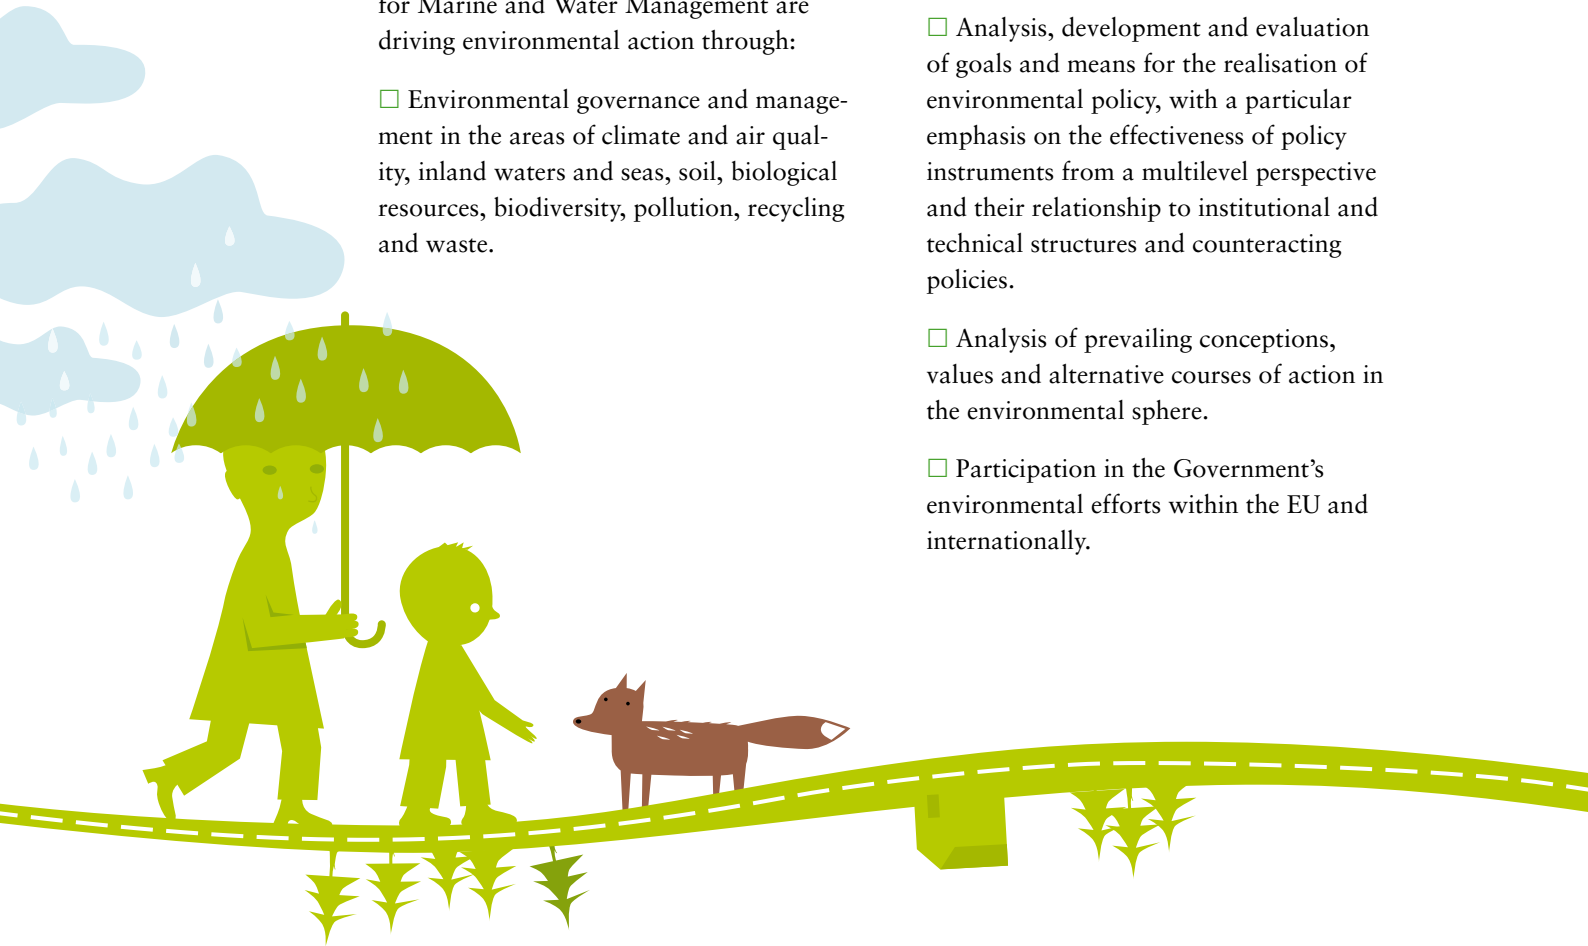 for Marine and Water Management are
driving environmental action through:
☐ Environmental governance and manage-
ment in the areas of climate and air qual-
ity, inland waters and seas, soil, biological
resources, biodiversity, pollution, recycling
and waste.
☐ Analysis, development and evaluation
of goals and means for the realisation of
environmental policy, with a particular
emphasis on the effectiveness of policy
instruments from a multilevel perspective
and their relationship to institutional and
technical structures and counteracting
policies.
☐ Analysis of prevailing conceptions,
values and alternative courses of action in
the environmental sphere.
☐ Participation in the Government’s
environmental efforts within the EU and
internationally.